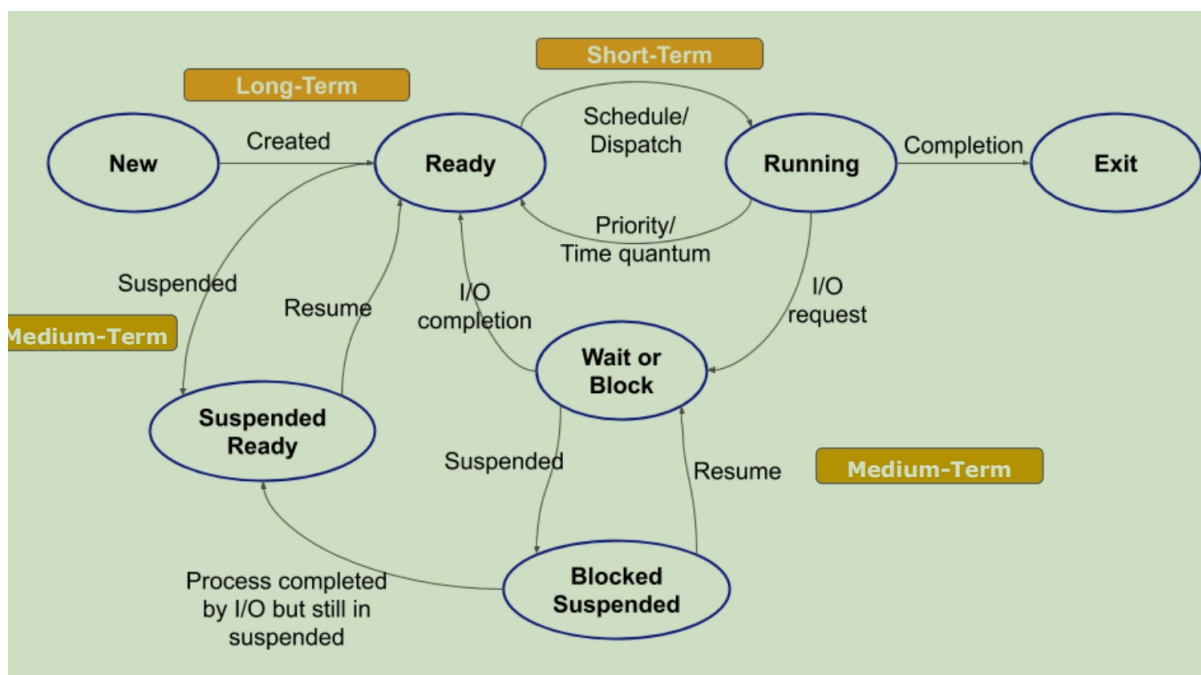 Short-Term
Long-Term
New
Created
Ready
Schedule/
Dispatch
Running
Completion
Exit
Priority/
Time quantum
Suspended
Resume
I/O
completion
I/O
request
Medium-Term
Wait or
Block
Suspended
Ready
Suspended
Resume
Medium-Term
Process completed
by I/O but still in
suspended
Blocked
Suspended